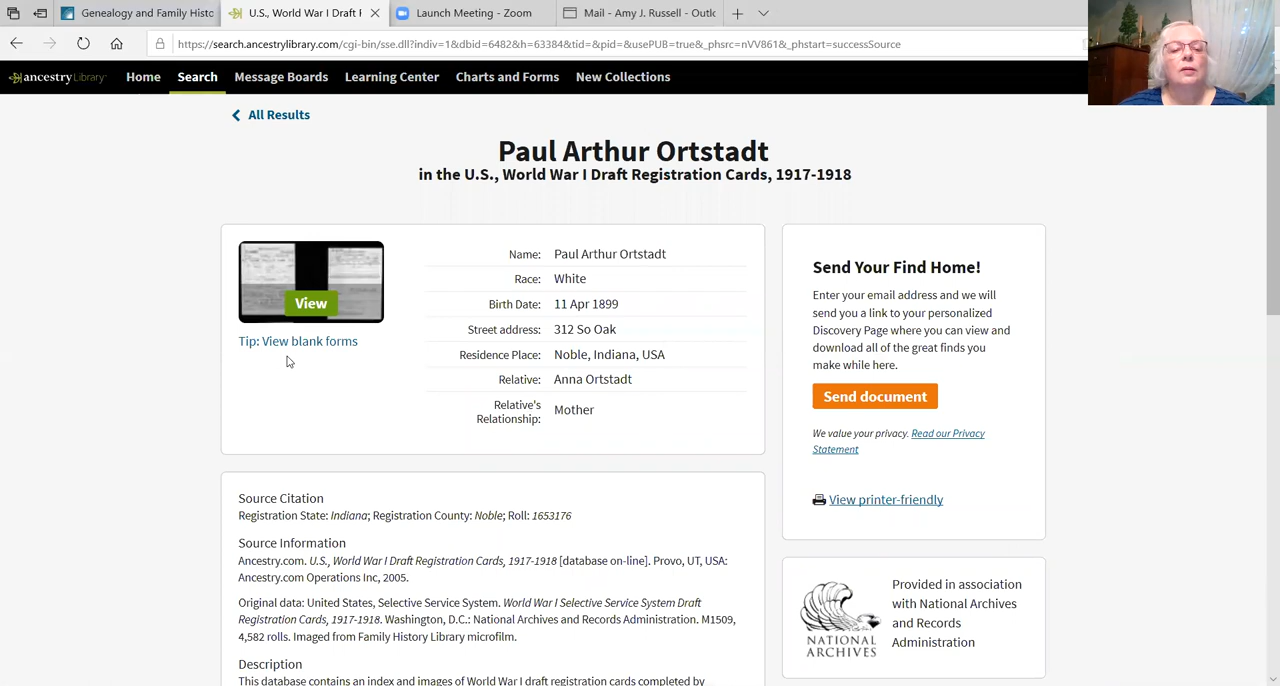 Genealogy and Family Histo
U.S., World War I Draft F
Launch Meeting - Zoom
Mail - Amy J. Russell - Outlo
https://search.ancestrylibrary.com/cgi-bin/sse.dll?indiv=1&dbid=6482&h=63384&tid=&pid=&usePUB=true&_phsrc=nVV861&_phstart=successSource
ancestryLibrary
Home
Search
Message Boards
Learning Center
Charts and Forms
New Collections
All Results
Paul Arthur Ortstadt
in the U.S., World War I Draft Registration Cards, 1917-1918
View
Tip: View blank forms
Name: Paul Arthur Ortstadt
Race: White
Birth Date: 11 Apr 1899
Street address: 312 So Oak
Residence Place: Noble, Indiana, USA
Relative: Anna Ortstadt
Relative's
Relationship: Mother
Send Your Find Home!
Enter your email address and we will
send you a link to your personalized
Discovery Page where you can view and
download all of the great finds you
make while here.
Send document
We value your privacy. Read our Privacy
Statement
View printer-friendly
Source Citation
Registration State: Indiana; Registration County: Noble; Roll: 1653176
Source Information
Ancestry.com. U.S., World War I Draft Registration Cards, 1917-1918 [database on-line]. Provo, UT, USA:
Ancestry.com Operations Inc, 2005.
Original data: United States, Selective Service System. World War I Selective Service System Draft
Registration Cards, 1917-1918. Washington, D.C.: National Archives and Records Administration. M1509,
4,582 rolls. Imaged from Family History Library microfilm.
Description
This database contains an index and images of World War I draft registration cards completed by
NATIONAL
ARCHIVES
Provided in association
with National Archives
and Records
Administration